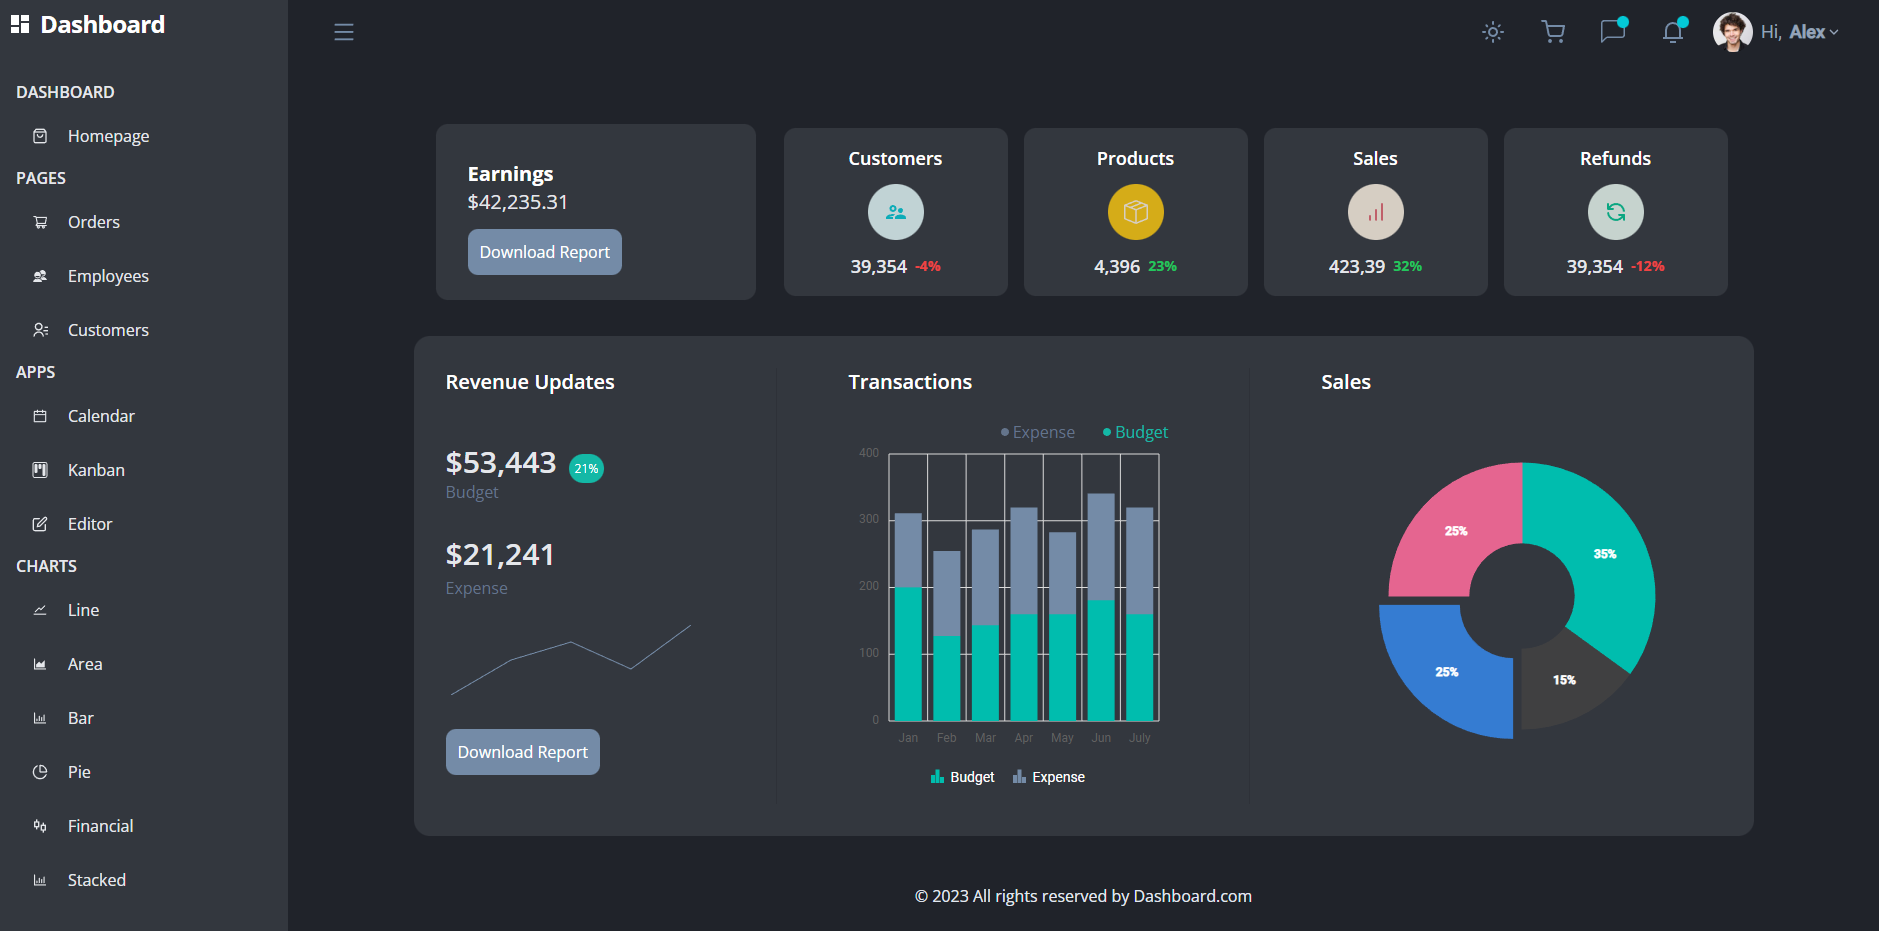 Dashboard
DASHBOARD
Homepage
PAGES
Orders
Employees
Customers
APPS
Calendar
Kanban
Editor
CHARTS
Line
Area
Bar
Pie
Financial
Stacked
Hi, Alex
Earnings
$42,235.31
Download Report
Customers
39,354 -4%
Products
4,396 23%
Sales
423,39 32%
Refunds
39,354 -12%
Revenue Updates
$53,443 21%
Budget
$21,241
Expense
Download Report
Transactions
Expense Budget
400
300
200
100
0
Jan Feb Mar Apr May Jun July
Budget Expense
Sales
25%
35%
25%
15%
© 2023 All rights reserved by Dashboard.com